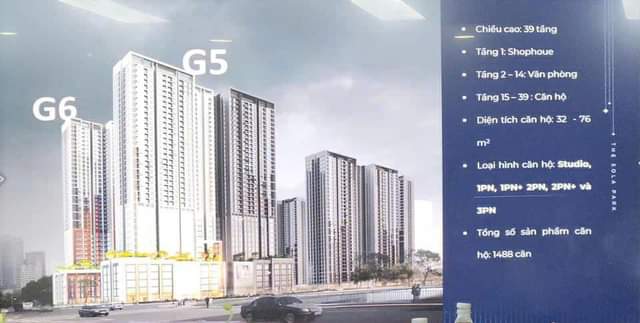 G5
G6
Chiều cao: 39 tầng
Tầng 1: Shophoue
Tầng 2 – 14: Văn phòng
Tầng 15 – 39 : Căn hộ
Diện tích căn hộ: 32 - 76
m²
Loại hình căn hộ: Studio,
1PN, 1PN+ 2PN, 2PN+ và
3PN
Tổng số sản phẩm căn
hộ: 1488 căn
THE SOLA PARK